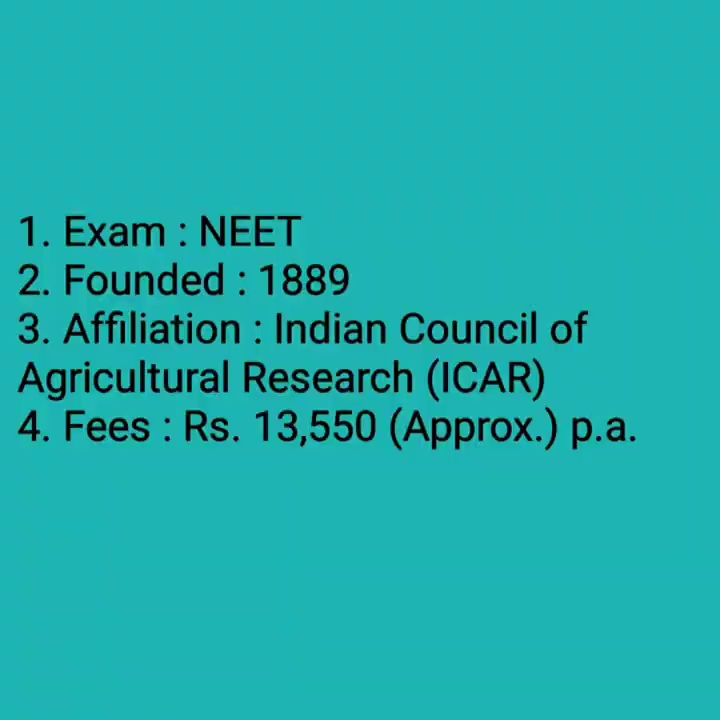 1. Exam : NEET
2. Founded : 1889
3. Affiliation : Indian Council of
Agricultural Research (ICAR)
4. Fees : Rs. 13,550 (Approx.) p.a.